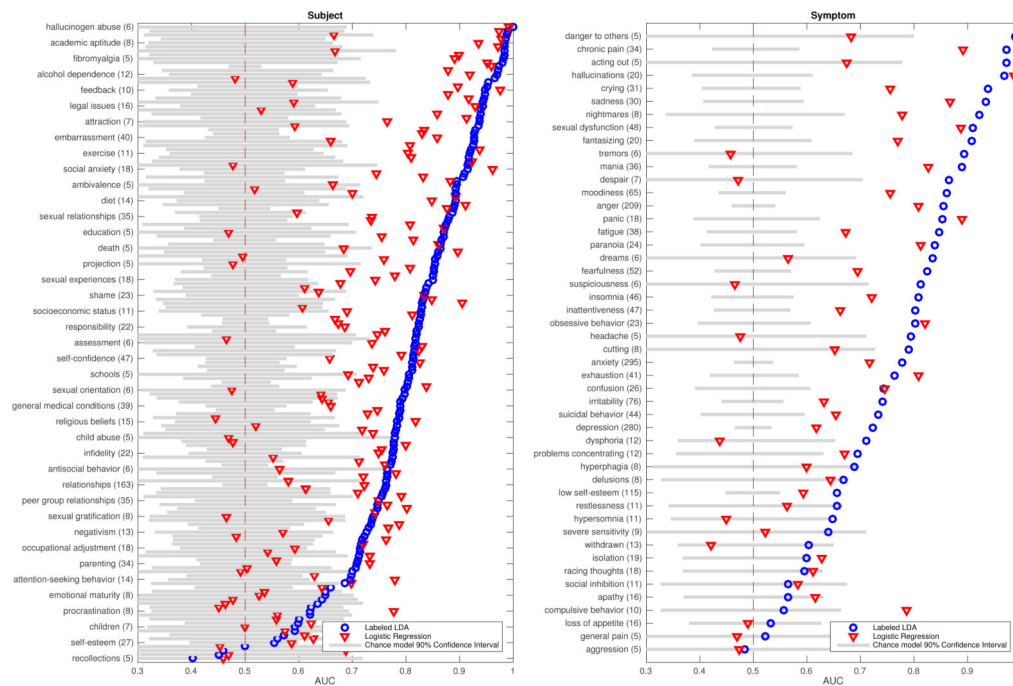 Subject
hallucinogen abuse (6)
academic aptitude (8)
fibromyalgia (5)
alcohol dependence (12)
feedback (10)
legal issues (16)
attraction (7)
embarrassment (40)
exercise (11)
social anxiety (18)
ambivalence (5)
diet (14)
sexual relationships (35)
education (5)
death (5)
projection (5)
sexual experiences (18)
shame (23)
socioeconomic status (11)
responsibility (22)
assessment (6)
self-confidence (47)
schools (5)
sexual orientation (6)
general medical conditions (39)
religious beliefs (15)
child abuse (5)
infidelity (22)
antisocial behavior (6)
relationships (163)
peer group relationships (35)
sexual gratification (8)
negativism (13)
occupational adjustment (18)
parenting (34)
attention-seeking behavior (14)
emotional maturity (8)
procrastination (8)
children (7)
self-esteem (27)
recollections (5)
Labeled LDA
Logistic Regression
Chance model 90% Confidence Interval
0.3 0.4 0.5 0.6 0.7 0.8 0.9 1
AUC
Symptom
danger to others (5)
chronic pain (34)
acting out (5)
hallucinations (20)
crying (31)
sadness (30)
nightmares (8)
sexual dysfunction (48)
fantasizing (20)
tremors (6)
mania (36)
despair (7)
moodiness (65)
anger (209)
panic (18)
fatigue (38)
paranoia (24)
dreams (6)
fearfulness (52)
suspiciousness (6)
insomnia (46)
inattentiveness (47)
obsessive behavior (23)
headache (5)
cutting (8)
anxiety (295)
exhaustion (41)
confusion (26)
irritability (76)
suicidal behavior (44)
depression (280)
dysphoria (12)
problems concentrating (12)
hyperphagia (8)
delusions (8)
low self-esteem (115)
restlessness (11)
hypersomnia (11)
severe sensitivity (9)
withdrawn (13)
isolation (19)
racing thoughts (18)
social inhibition (11)
apathy (16)
compulsive behavior (10)
loss of appetite (16)
general pain (5)
aggression (5)
Labeled LDA
Logistic Regression
Chance model 90% Confidence Interval
0.3 0.4 0.5 0.6 0.7 0.8 0.9
AUC